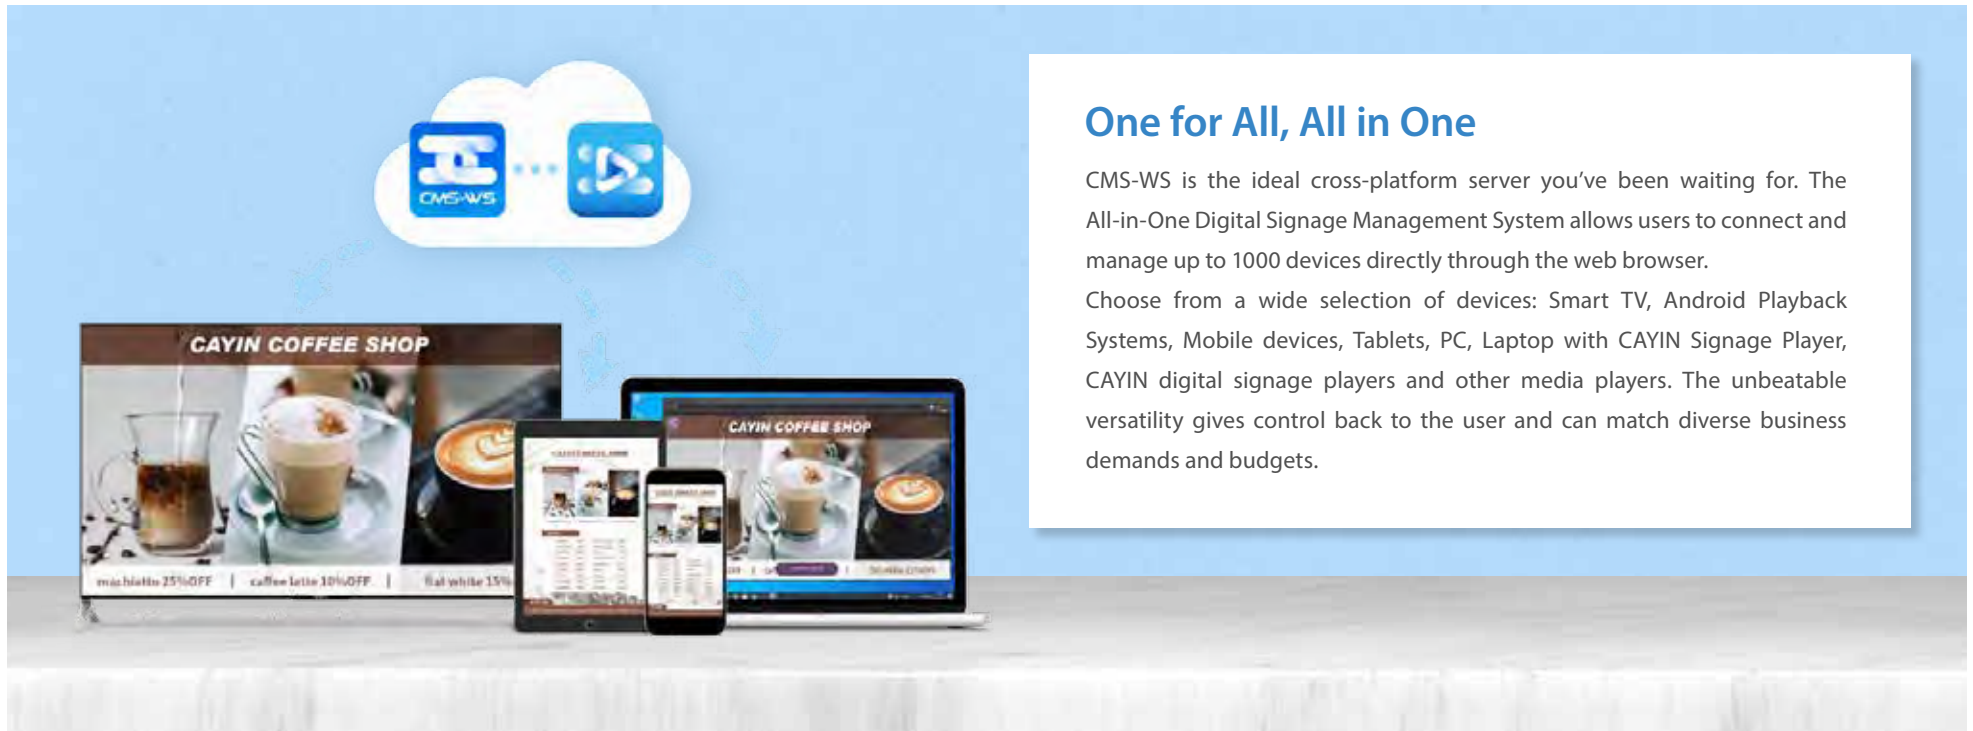 CMS-WS
One for All, All in One
CMS-WS is the ideal cross-platform server you've been waiting for. The
All-in-One Digital Signage Management System allows users to connect and
manage up to 1000 devices directly through the web browser.
Choose from a wide selection of devices: Smart TV, Android Playback
Systems, Mobile devices, Tablets, PC, Laptop with CAYIN Signage Player,
CAYIN digital signage players and other media players. The unbeatable
versatility gives control back to the user and can match diverse business
demands and budgets.
CAYIN COFFEE SHOP
machiatto 25%OFF | caffee latte 10%OFF | flat white 15%
CAYIN COFFEE SHOP